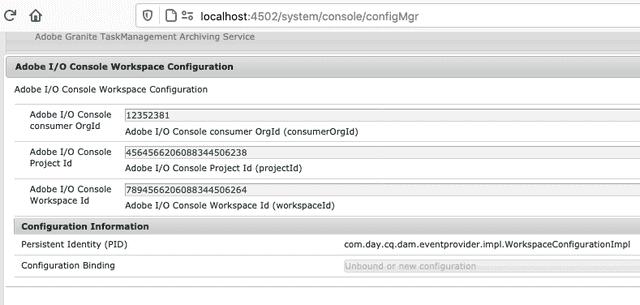 localhost:4502/system/console/configMgr
Adobe Granite TaskManagement Archiving Service
Adobe I/O Console Workspace Configuration
Adobe I/O Console Workspace Configuration
Adobe I/O Console
consumer OrgId
12352381
Adobe I/O Console consumer OrgId (consumerOrgId)
Adobe I/O Console
Project Id
4564566206088344506238
Adobe I/O Console Project Id (projectId)
Adobe I/O Console
Workspace Id
7894566206088344506264
Adobe I/O Console Workspace Id (workspaceId)
Configuration Information
Persistent Identity (PID)
com.day.cq.dam.eventprovider.impl.WorkspaceConfigurationImpl
Configuration Binding
Unbound or new configuration